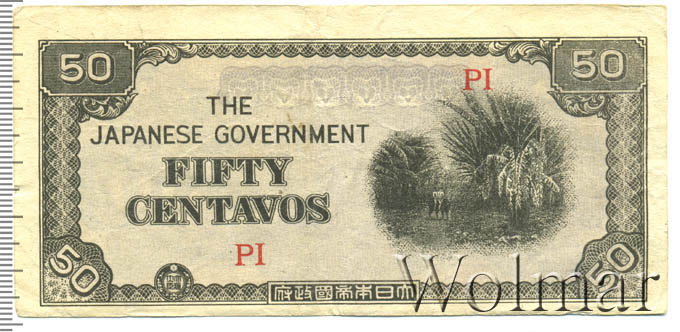 50
50
PI
THE
JAPANESE GOVERNMENT
FIFTY
CENTAVOS
PI
50
府政國帝本日大
50
Wolmar